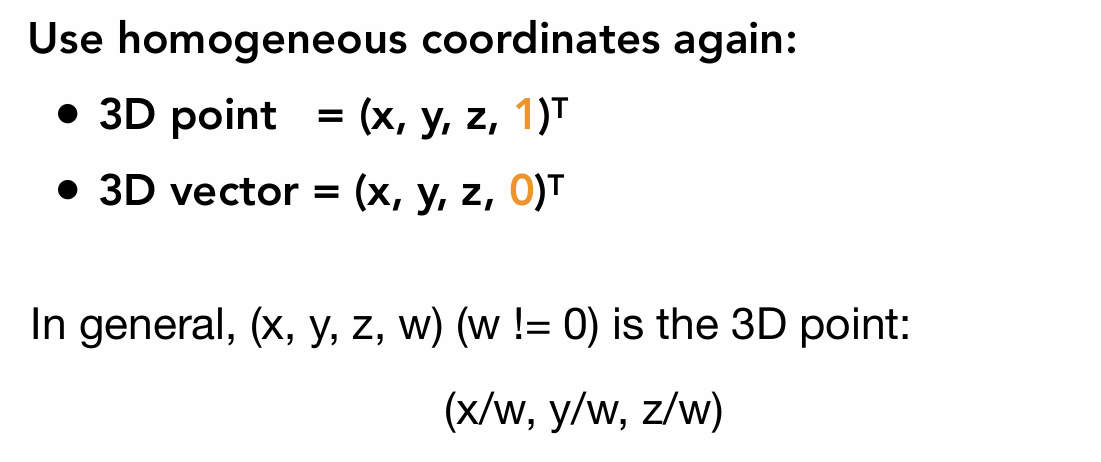 Use homogeneous coordinates again:
• 3D point = (x, y, z, 1)ᵀ
• 3D vector = (x, y, z, 0)ᵀ
In general, (x, y, z, w) (w != 0) is the 3D point:
(x/w, y/w, z/w)